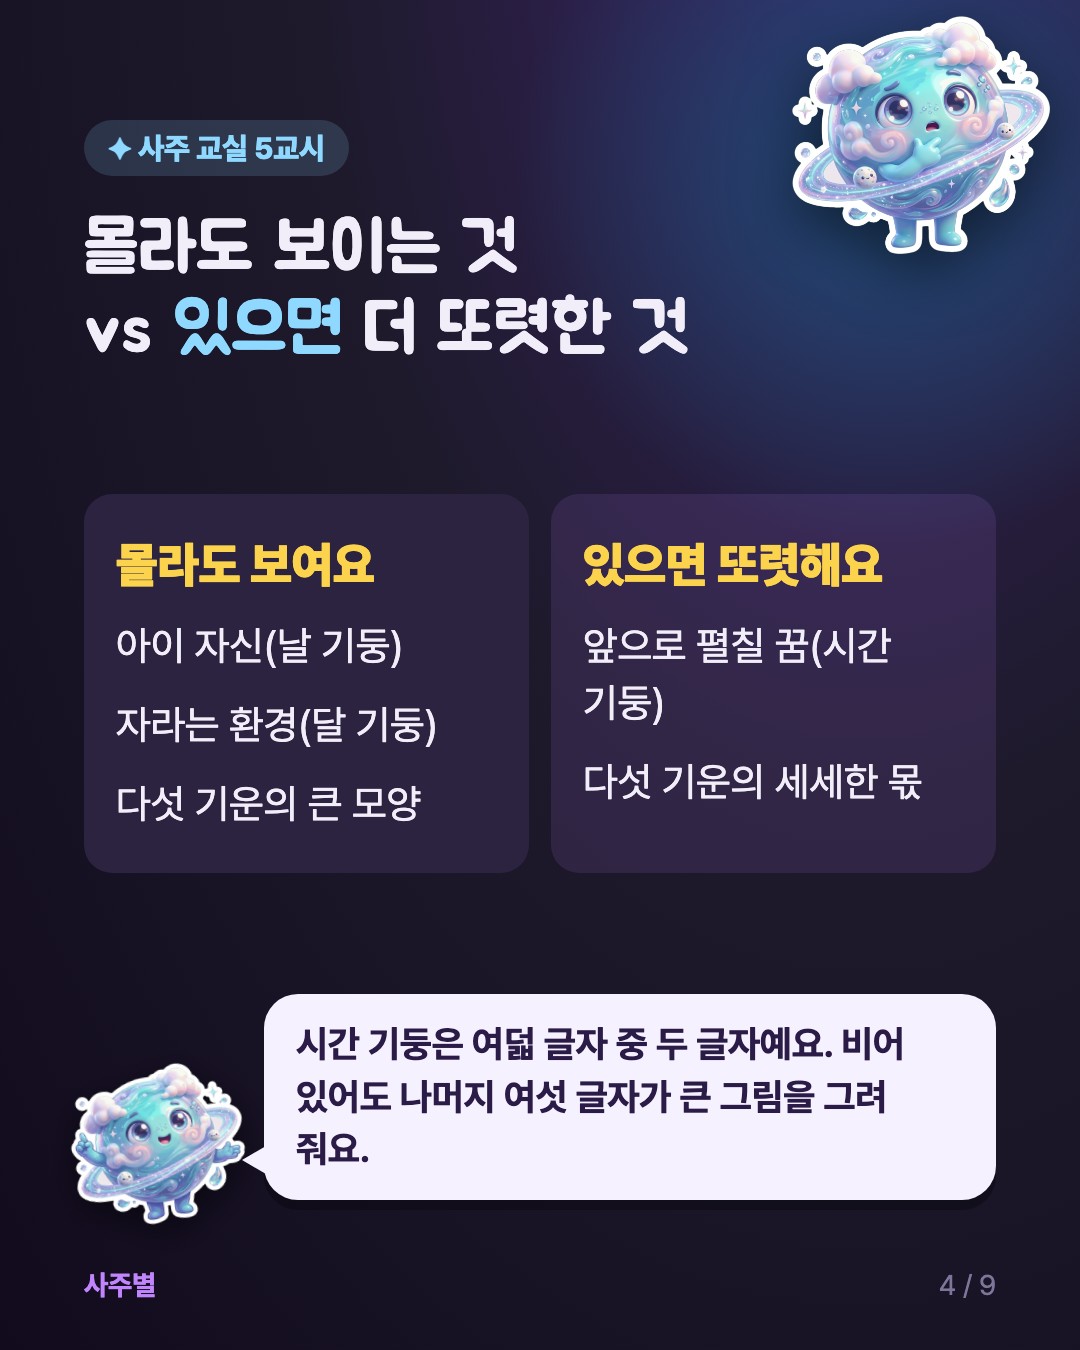 ✦ 사주 교실 5교시
몰라도 보이는 것
vs 있으면 더 또렷한 것
몰라도 보여요
아이 자신(날 기둥)
자라는 환경(달 기둥)
다섯 기운의 큰 모양
있으면 또렷해요
앞으로 펼칠 꿈(시간
기둥)
다섯 기운의 세세한 몫
시간 기둥은 여덟 글자 중 두 글자예요. 비어
있어도 나머지 여섯 글자가 큰 그림을 그려
줘요.
사주별
4 / 9